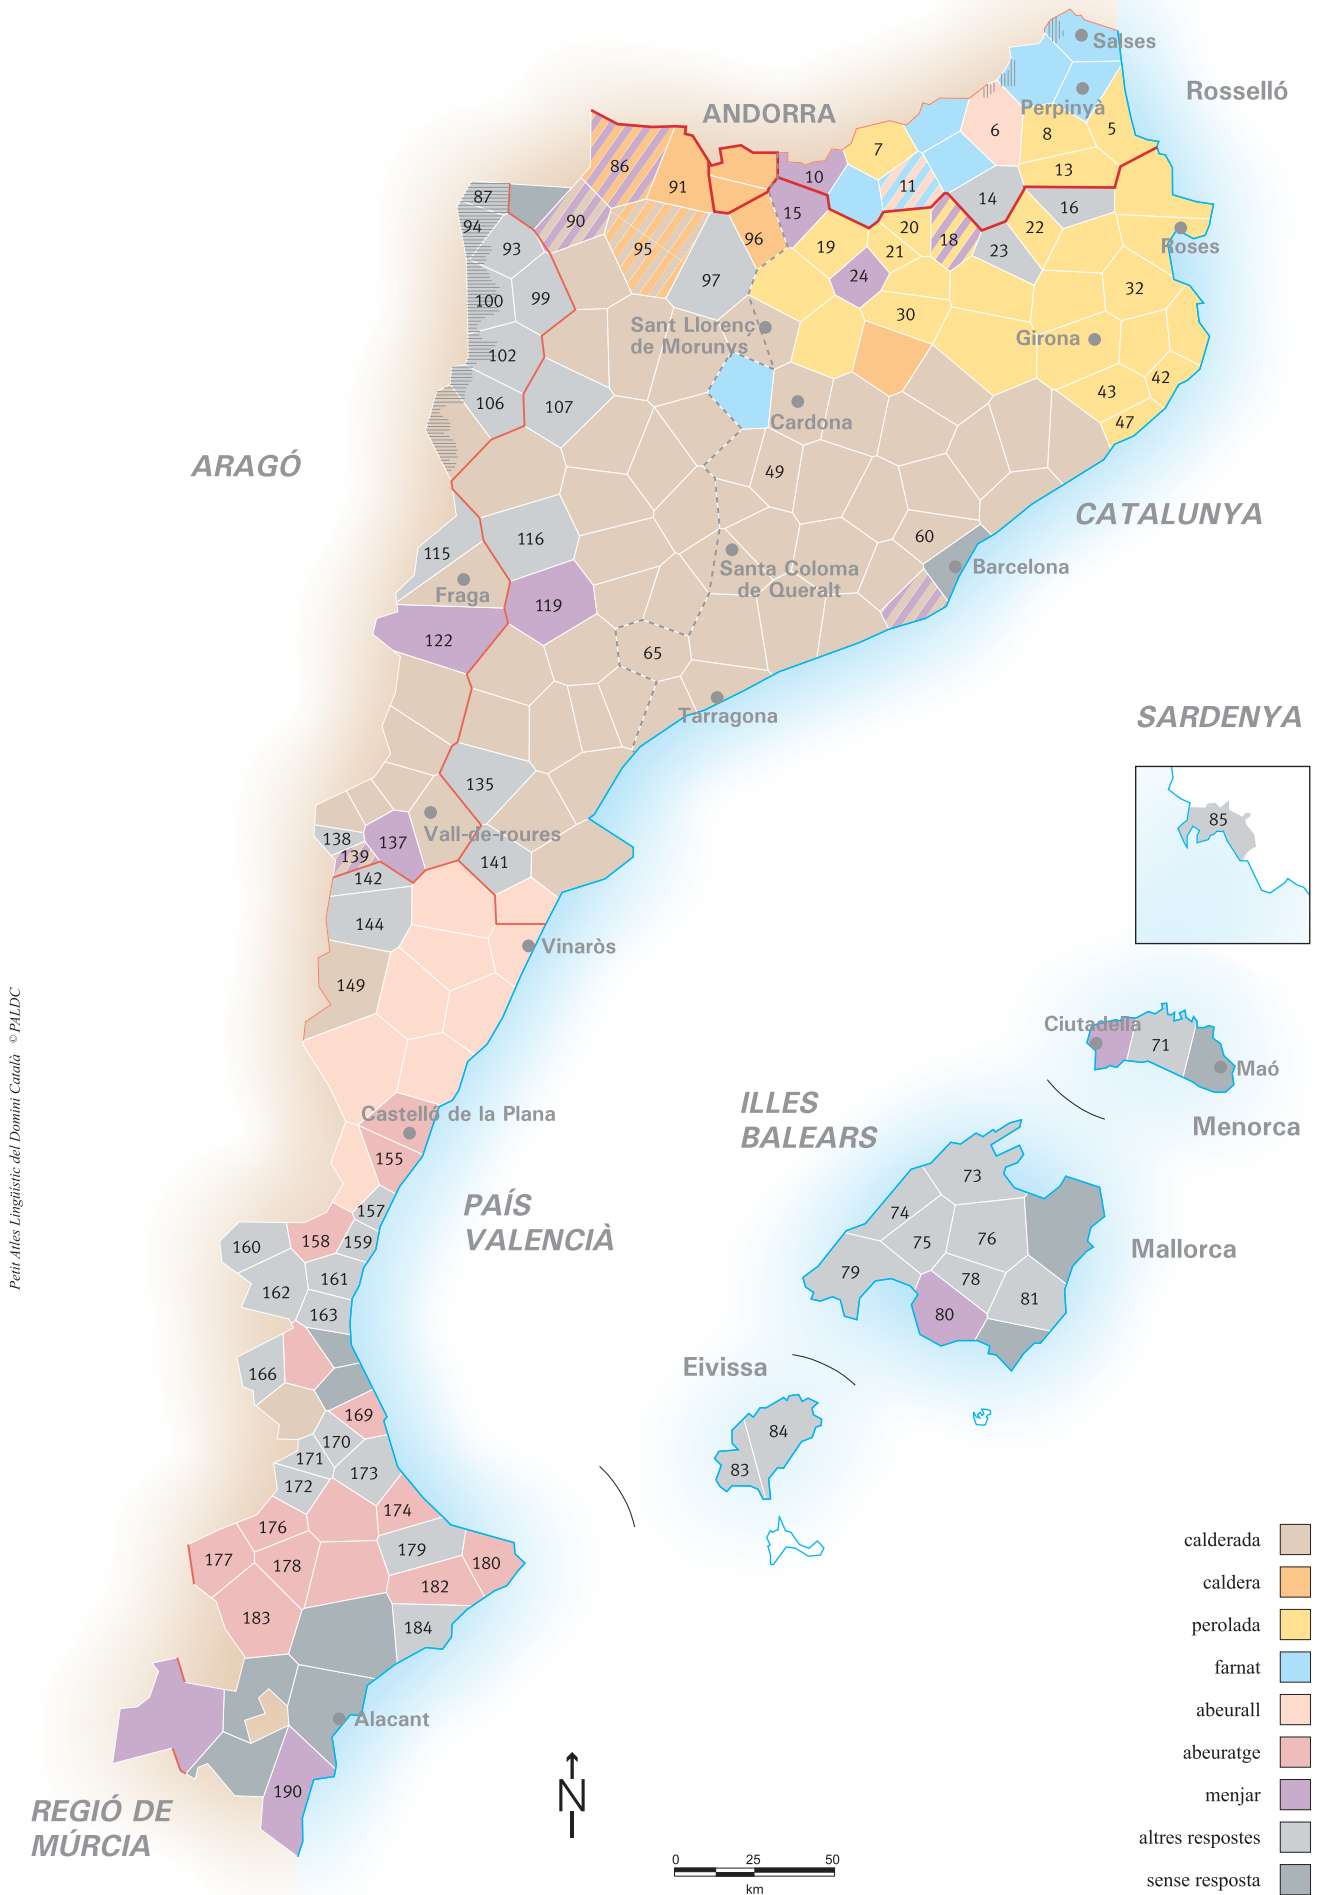 Salses
Rosselló
Perpinyà
ANDORRA
6
8
5
7
13
86
10
11
91
87
14
16
15
94
90
20
22
96
19
18
93
95
21
23
Roses
24
97
32
100
99
30
Sant Llorenç
de Morunys
Girona
102
42
43
106
107
Cardona
47
ARAGÓ
49
CATALUNYA
60
116
115
Santa Coloma
de Queralt
Barcelona
Fraga
119
122
65
Tarragona
SARDENYA
135
85
138
137
Vall-de-roures
139
141
142
144
Vinaròs
149
Ciutadella
71
Maó
ILLES
BALEARS
Menorca
Castelló de la Plana
155
73
PAÍS
VALENCIÀ
157
74
158
159
160
75
76
Mallorca
79
78
161
162
81
163
80
Eivissa
166
169
84
170
171
83
173
172
174
176
177
178
179
180
182
183
184
Alacant
190
REGIÓ DE
MÚRCIA
N
0 25 50
km
calderada
caldera
perolada
farnat
abeurall
abeuratge
menjar
altres respostes
sense resposta
Petit Atles Lingüístic del Domini Català © PALDC